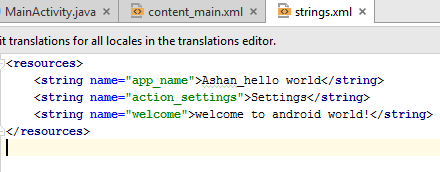 MainActivity.java × content_main.xml × strings.xml ×
it translations for all locales in the translations editor.
<resources>
    <string name="app_name">Ashan_hello world</string>
    <string name="action_settings">Settings</string>
    <string name="welcome">welcome to android world!</string>
</resources>